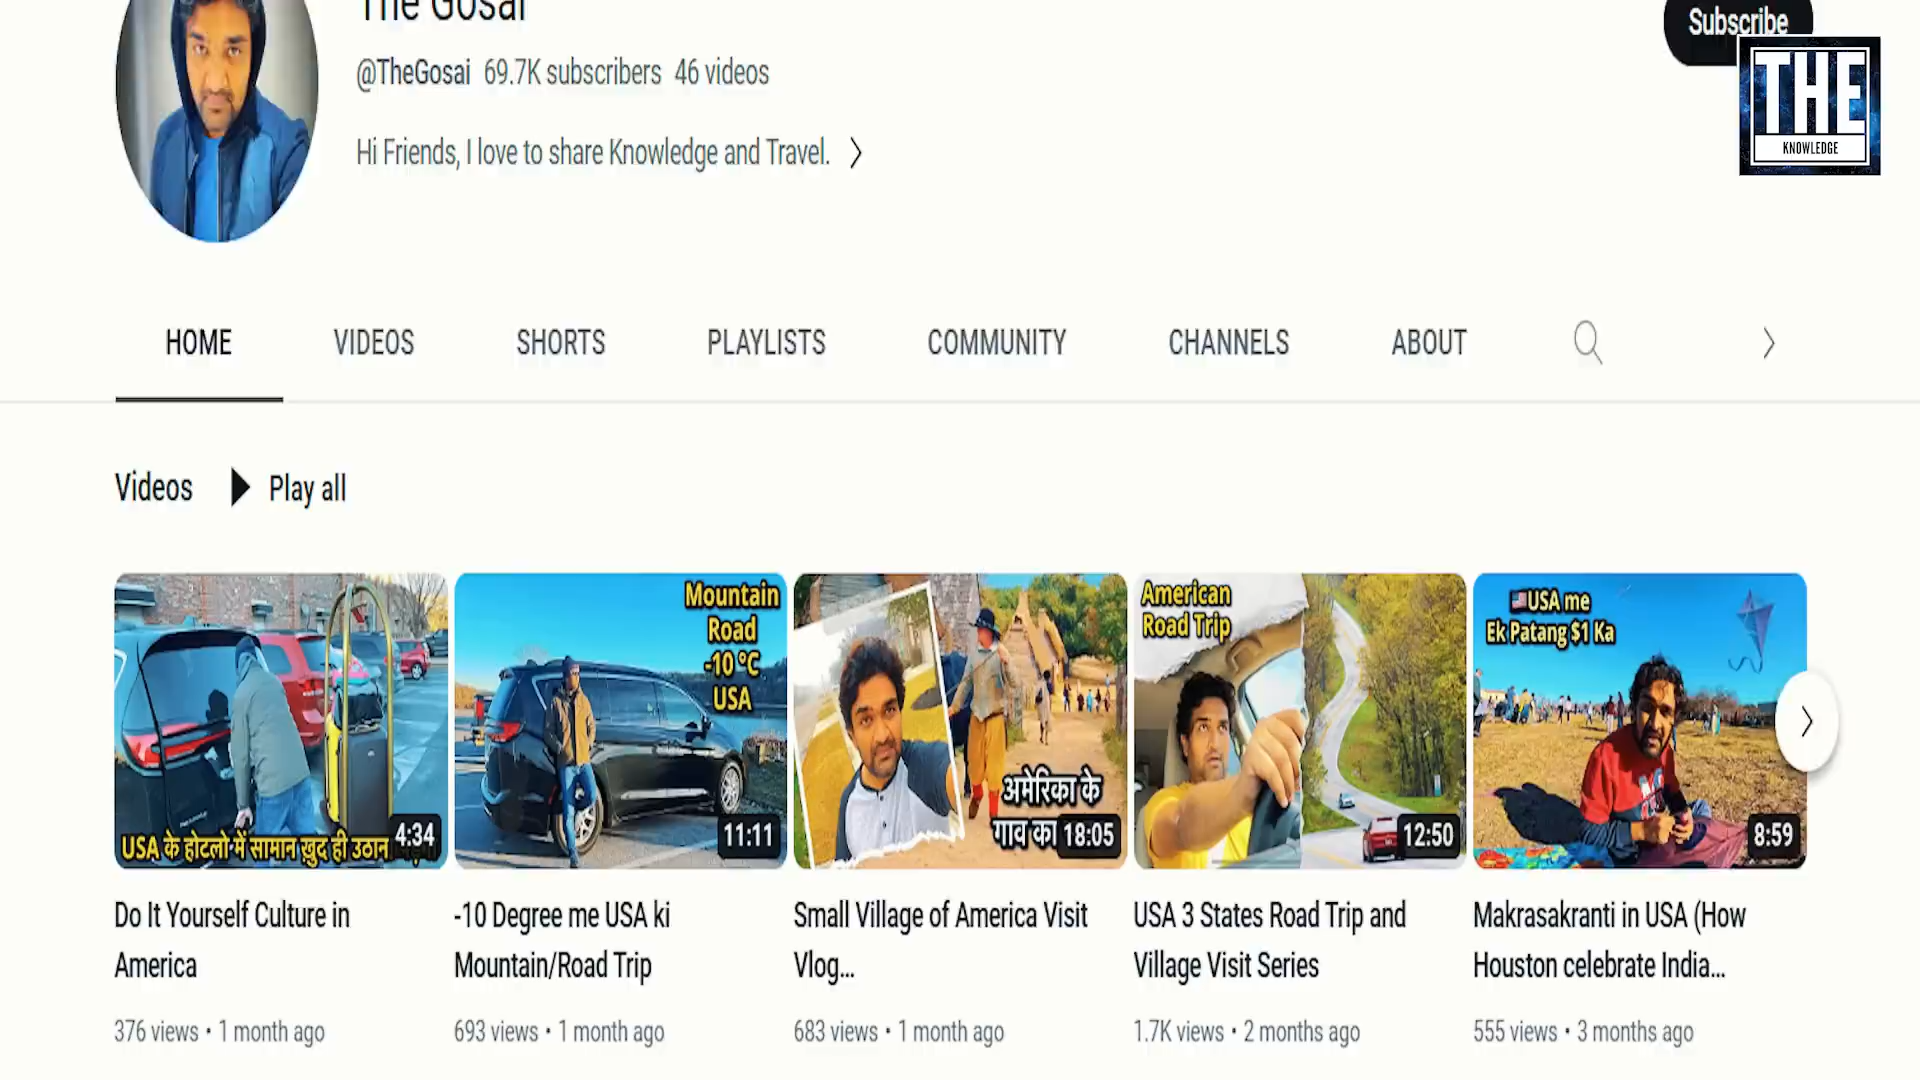 The Gosai
Subscribe
@TheGosai 69.7K subscribers 46 videos
THE
KNOWLEDGE
Hi Friends, I love to share Knowledge and Travel.
HOME VIDEOS SHORTS PLAYLISTS COMMUNITY CHANNELS ABOUT
Videos Play all
USA के होटलो में सामान ख़ुद ही उठान
4:34
Mountain
Road
-10 °C
USA
11:11
अमेरिका के
गाव का
18:05
American
Road Trip
12:50
USA me
Ek Patang $1 Ka
8:59
Do It Yourself Culture in
America
376 views • 1 month ago
-10 Degree me USA ki
Mountain/Road Trip
693 views • 1 month ago
Small Village of America Visit
Vlog...
683 views • 1 month ago
USA 3 States Road Trip and
Village Visit Series
1.7K views • 2 months ago
Makrasakranti in USA (How
Houston celebrate India...
555 views • 3 months ago